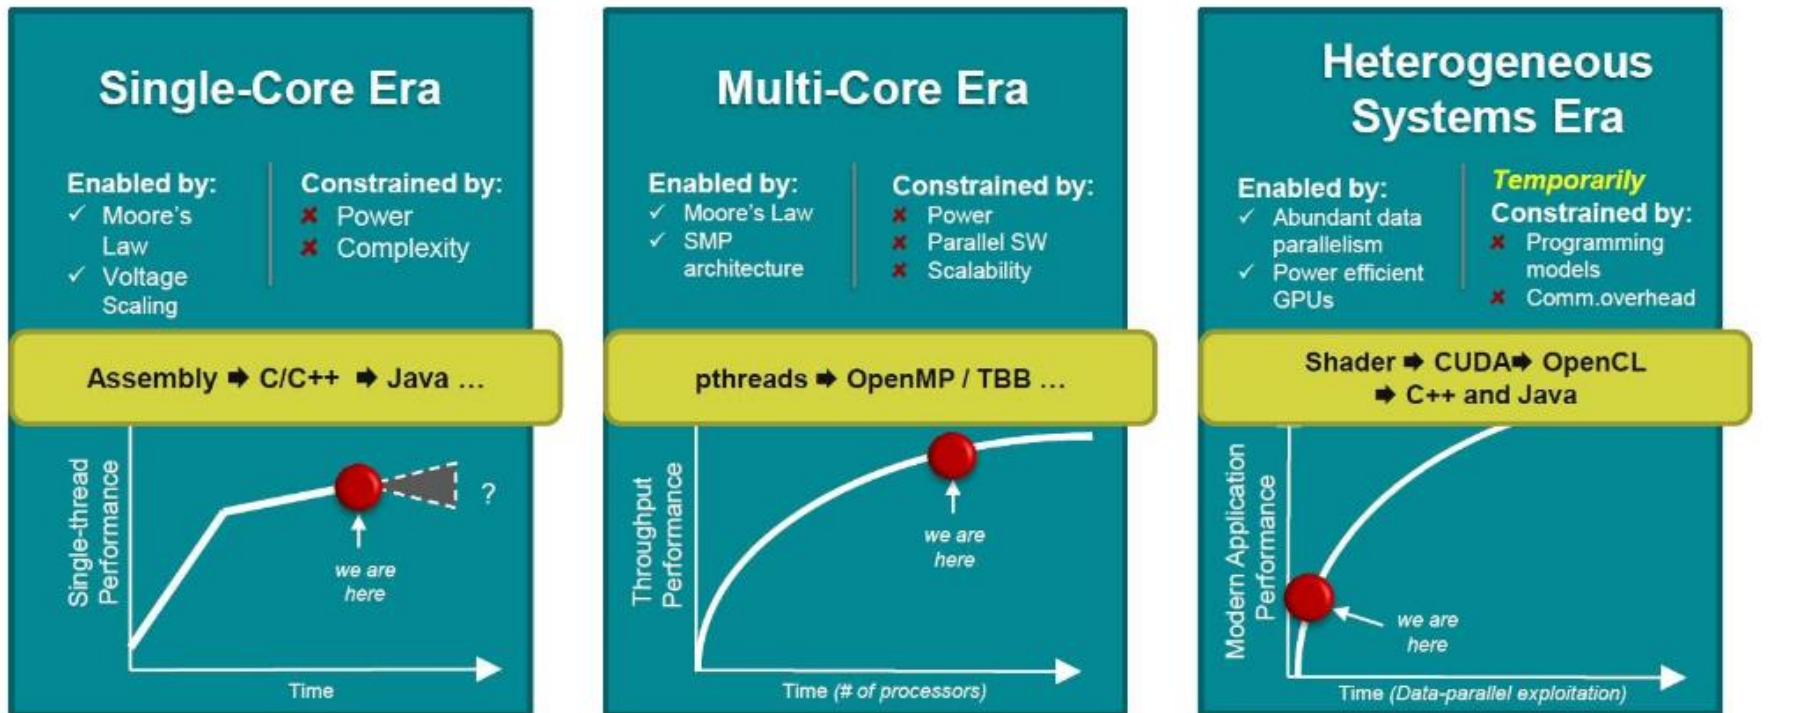 Single-Core Era
Enabled by:
✓ Moore's
Law
✓ Voltage
Scaling
Constrained by:
✘ Power
✘ Complexity
Assembly ➡ C/C++ ➡ Java …
Single-thread
Performance
?
we are
here
Time
Multi-Core Era
Enabled by:
✓ Moore's Law
✓ SMP
architecture
Constrained by:
✘ Power
✘ Parallel SW
✘ Scalability
pthreads ➡ OpenMP / TBB …
Throughput
Performance
we are
here
Time (# of processors)
Heterogeneous
Systems Era
Enabled by:
✓ Abundant data
parallelism
✓ Power efficient
GPUs
Temporarily
Constrained by:
✘ Programming
models
✘ Comm.overhead
Shader ➡ CUDA➡ OpenCL
➡ C++ and Java
Modern Application
Performance
we are
here
Time (Data-parallel exploitation)